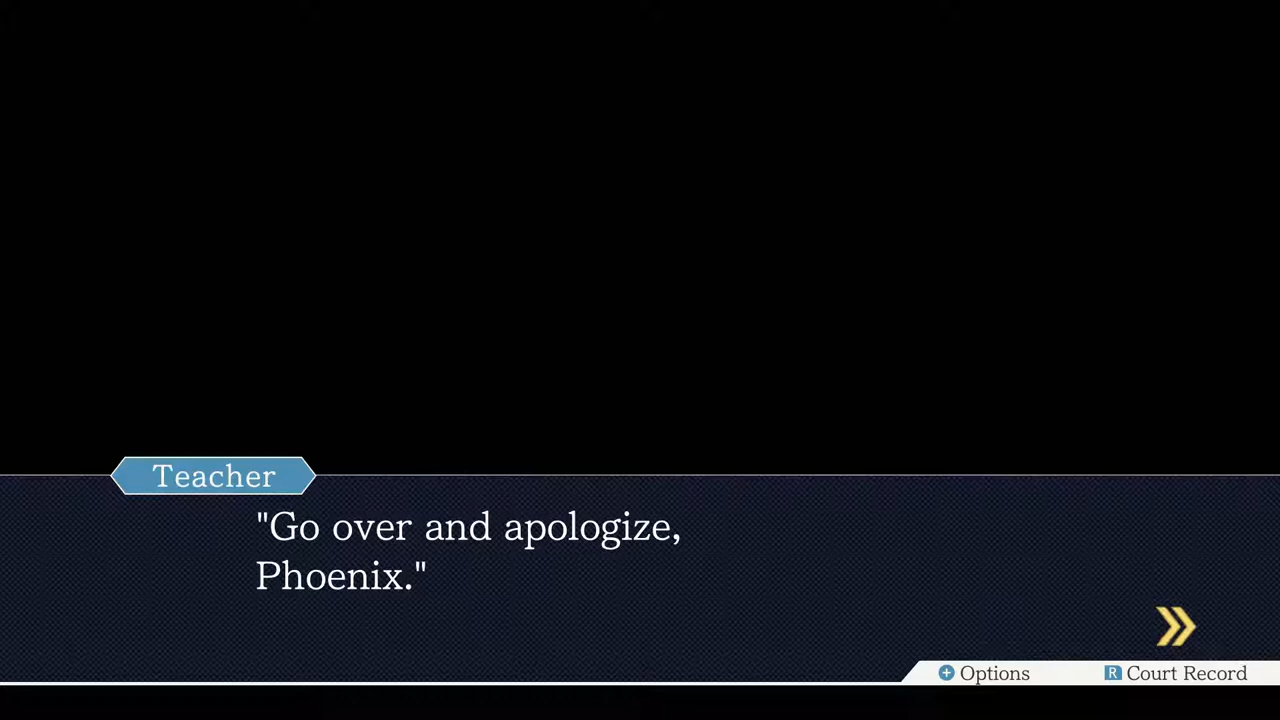 Teacher
"Go over and apologize,
Phoenix."
+ Options
R Court Record